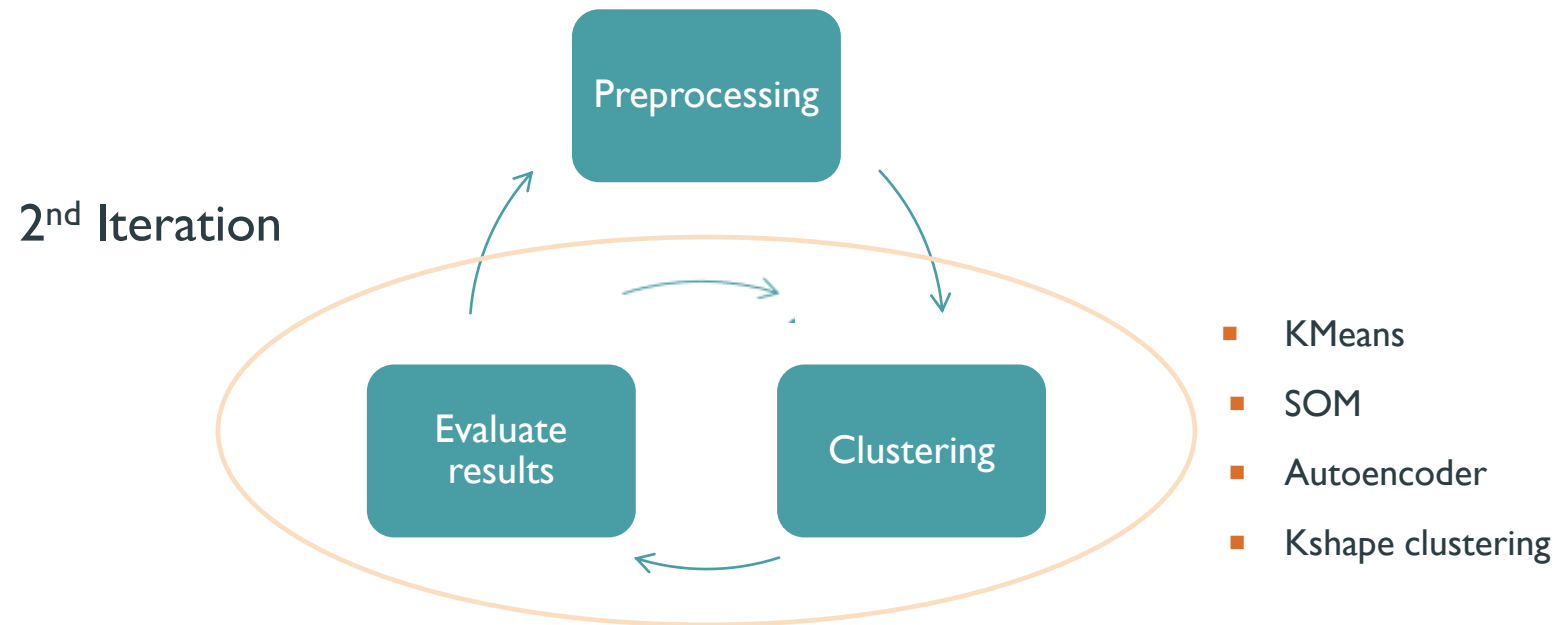 Preprocessing
2nd Iteration
Evaluate
results
Clustering
▪ KMeans
▪ SOM
▪ Autoencoder
▪ Kshape clustering